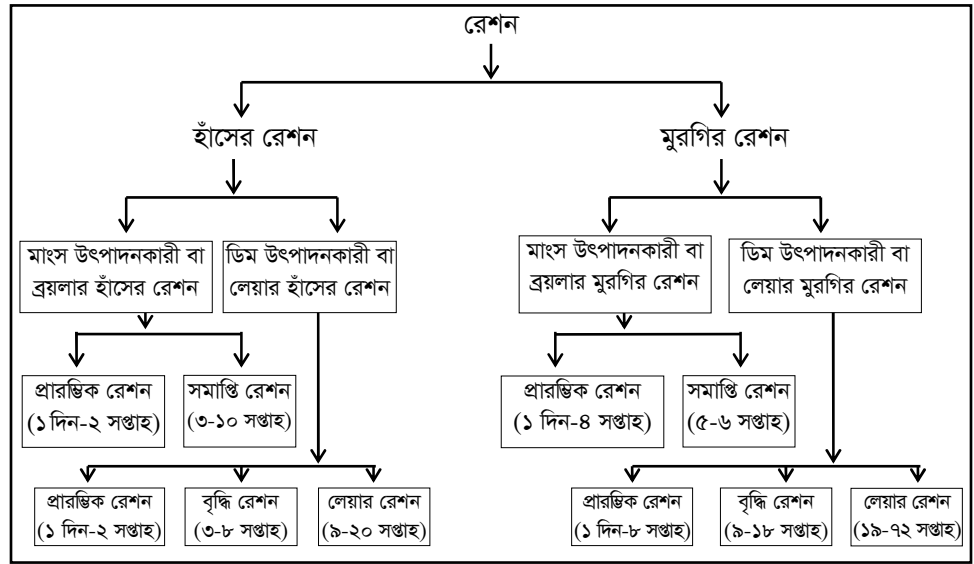 রেশন
হাঁসের রেশন
মুরগির রেশন
মাংস উৎপাদনকারী বা
ব্রয়লার হাঁসের রেশন
ডিম উৎপাদনকারী বা
লেয়ার হাঁসের রেশন
মাংস উৎপাদনকারী বা
ব্রয়লার মুরগির রেশন
ডিম উৎপাদনকারী বা
লেয়ার মুরগির রেশন
প্রারম্ভিক রেশন
(১ দিন-২ সপ্তাহ)
সমাপ্তি রেশন
(৩-১০ সপ্তাহ)
প্রারম্ভিক রেশন
(১ দিন-৪ সপ্তাহ)
সমাপ্তি রেশন
(৫-৬ সপ্তাহ)
প্রারম্ভিক রেশন
(১ দিন-২ সপ্তাহ)
বৃদ্ধি রেশন
(৩-৮ সপ্তাহ)
লেয়ার রেশন
(৯-২০ সপ্তাহ)
প্রারম্ভিক রেশন
(১ দিন-৮ সপ্তাহ)
বৃদ্ধি রেশন
(৯-১৮ সপ্তাহ)
লেয়ার রেশন
(১৯-৭২ সপ্তাহ)